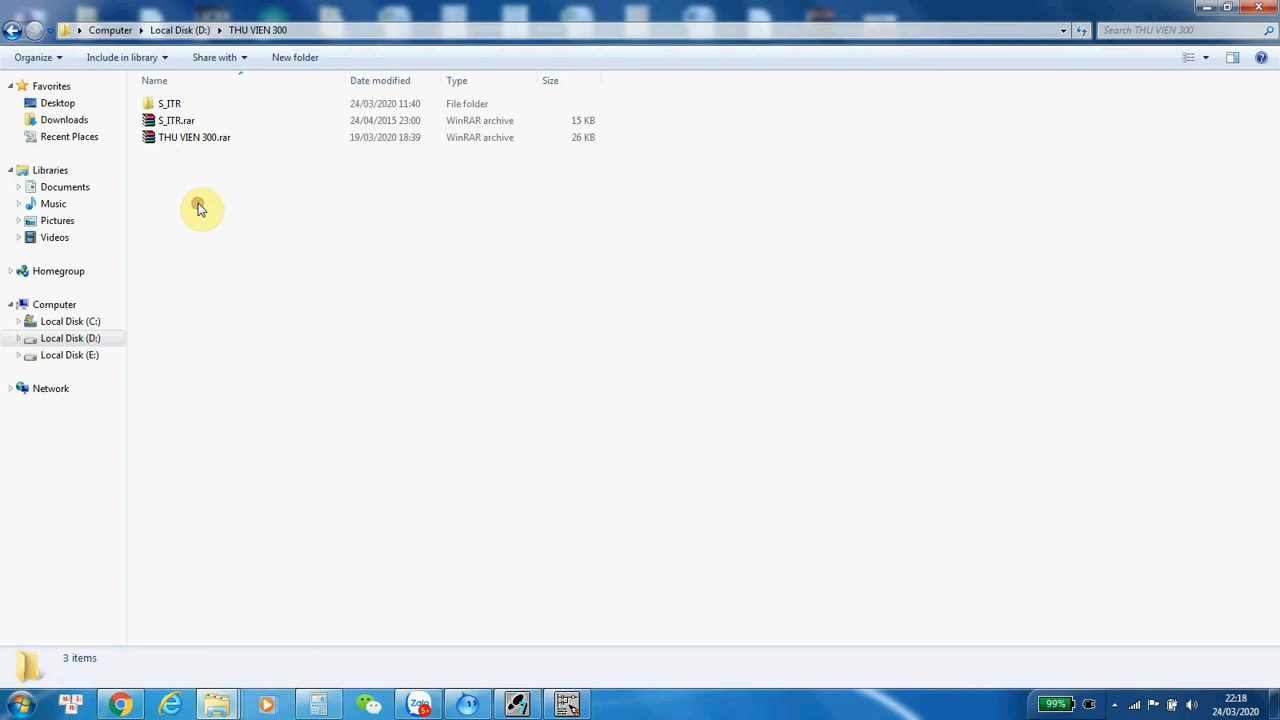 Computer Local Disk (D:) THU VIEN 300
Search THU VIEN 300
Organize Include in library Share with New folder
Name Date modified Type Size
S_ITR 24/03/2020 11:40 File folder
S_ITR.rar 24/04/2015 23:00 WinRAR archive 15 KB
THU VIEN 300.rar 19/03/2020 18:39 WinRAR archive 26 KB
Favorites
Desktop
Downloads
Recent Places
Libraries
Documents
Music
Pictures
Videos
Homegroup
Computer
Local Disk (C:)
Local Disk (D:)
Local Disk (E:)
Network
3 items
Zalo
5+
99%
22:18
24/03/2020